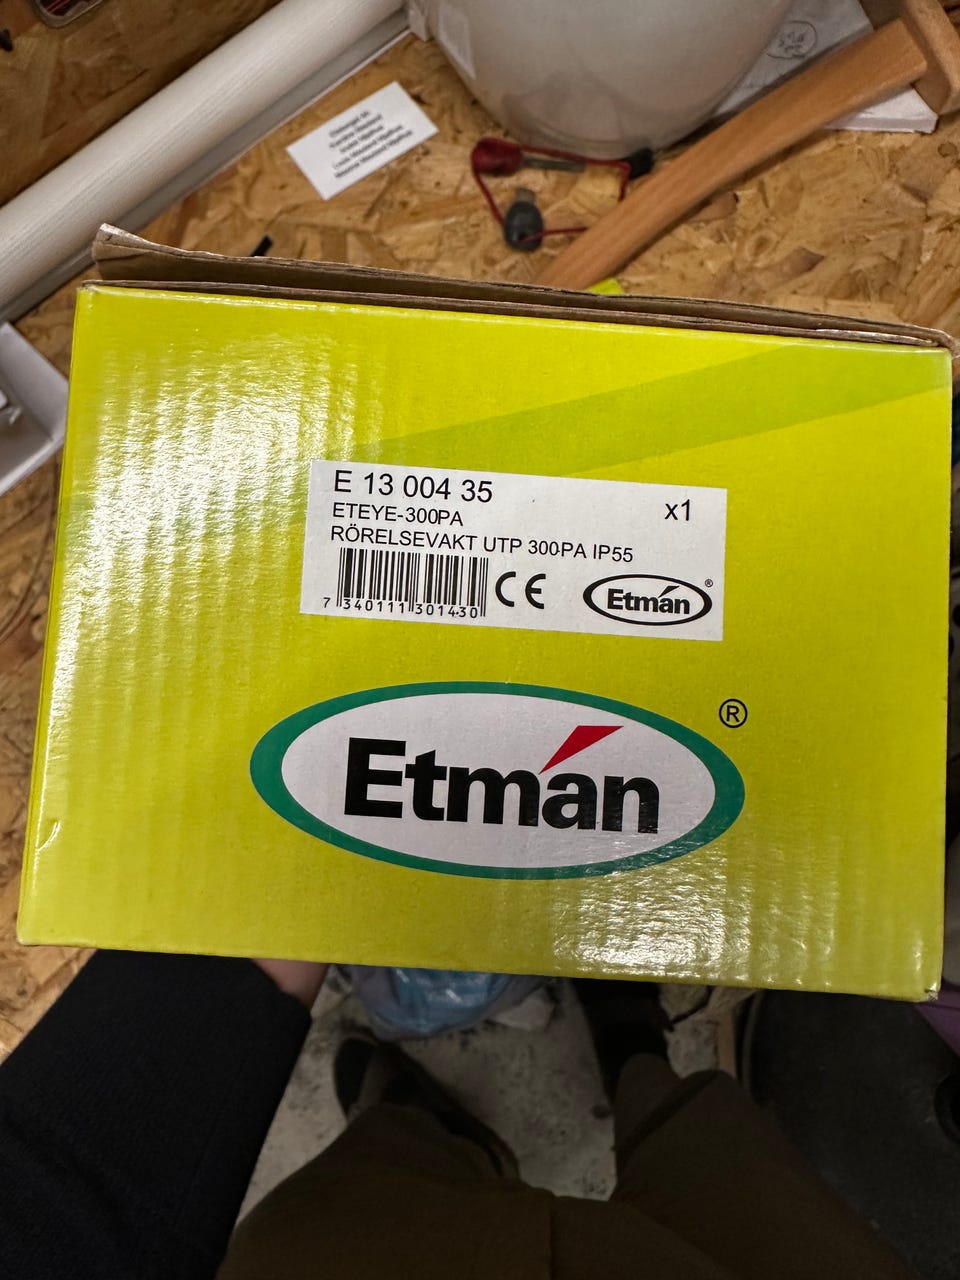 E 13 004 35
x1
ETEYE-300PA
RÖRELSEVAKT UTP 300PA IP55
7 340111 301430
CE
Etmán ®
®
Etmán